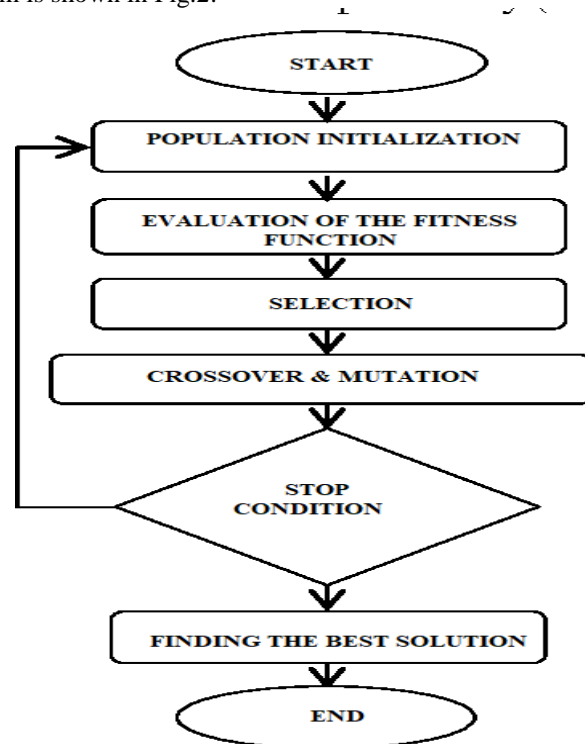 is shown in Fig.2.
START
POPULATION INITIALIZATION
EVALUATION OF THE FITNESS
FUNCTION
SELECTION
CROSSOVER & MUTATION
STOP
CONDITION
FINDING THE BEST SOLUTION
END